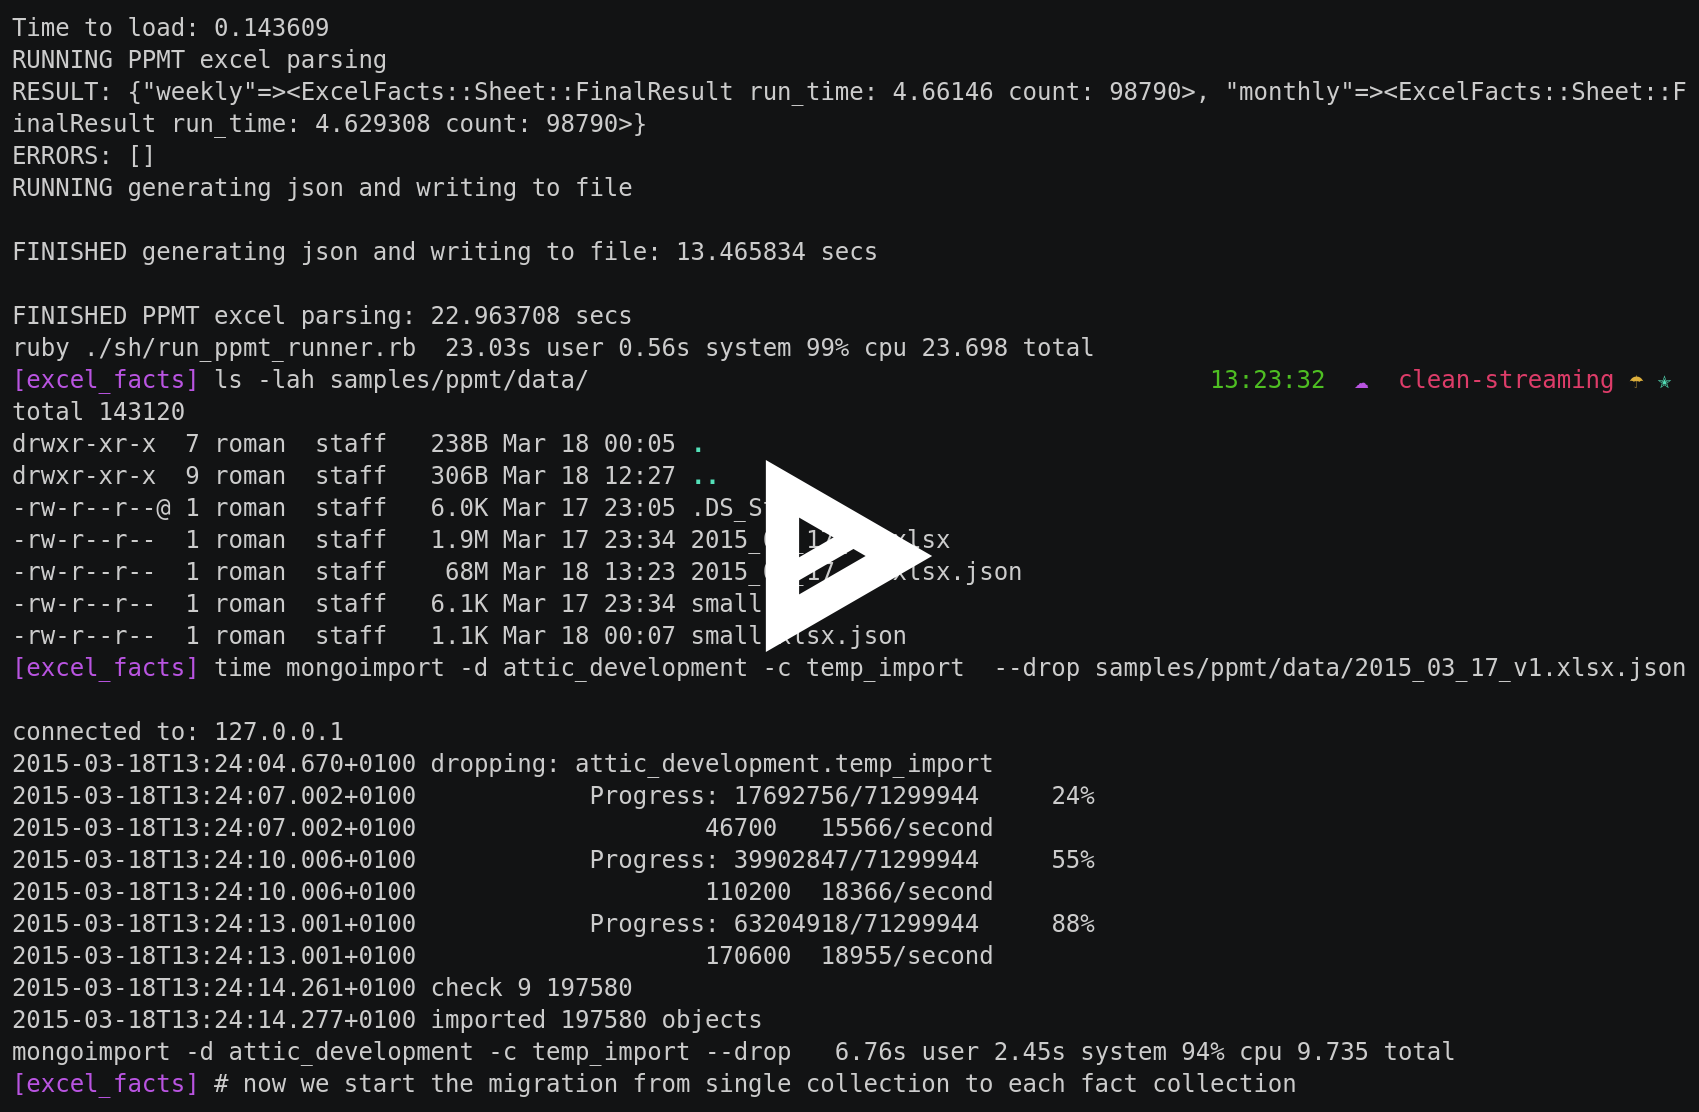 Time to load: 0.143609
RUNNING PPMT excel parsing
RESULT: {"weekly"=><ExcelFacts::Sheet::FinalResult run_time: 4.66146 count: 98790>, "monthly"=><ExcelFacts::Sheet::F
inalResult run_time: 4.629308 count: 98790>}
ERRORS: []
RUNNING generating json and writing to file
FINISHED generating json and writing to file: 13.465834 secs
FINISHED PPMT excel parsing: 22.963708 secs
ruby ./sh/run_ppmt_runner.rb  23.03s user 0.56s system 99% cpu 23.698 total
[excel_facts] ls -lah samples/ppmt/data/ 13:23:32 ☁ clean-streaming ☂ ✭
total 143120
drwxr-xr-x  7 roman  staff   238B Mar 18 00:05 .
drwxr-xr-x  9 roman  staff   306B Mar 18 12:27 ..
-rw-r--r--@ 1 roman  staff   6.0K Mar 17 23:05
-rw-r--r--  1 roman  staff   1.9M Mar 17 23:34
-rw-r--r--  1 roman  staff    68M Mar 18 13:23
-rw-r--r--  1 roman  staff   6.1K Mar 17 23:34 small
-rw-r--r--  1 roman  staff   1.1K Mar 18 00:07 small.xlsx.json
[excel_facts] time mongoimport -d attic_development -c temp_import  --drop samples/ppmt/data/2015_03_17_v1.xlsx.json
connected to: 127.0.0.1
2015-03-18T13:24:04.670+0100 dropping: attic_development.temp_import
2015-03-18T13:24:07.002+0100            Progress: 17692756/71299944     24%
2015-03-18T13:24:07.002+0100                    46700   15566/second
2015-03-18T13:24:10.006+0100            Progress: 39902847/71299944     55%
2015-03-18T13:24:10.006+0100                    110200  18366/second
2015-03-18T13:24:13.001+0100            Progress: 63204918/71299944     88%
2015-03-18T13:24:13.001+0100                    170600  18955/second
2015-03-18T13:24:14.261+0100 check 9 197580
2015-03-18T13:24:14.277+0100 imported 197580 objects
mongoimport -d attic_development -c temp_import --drop   6.76s user 2.45s system 94% cpu 9.735 total
[excel_facts] # now we start the migration from single collection to each fact collection